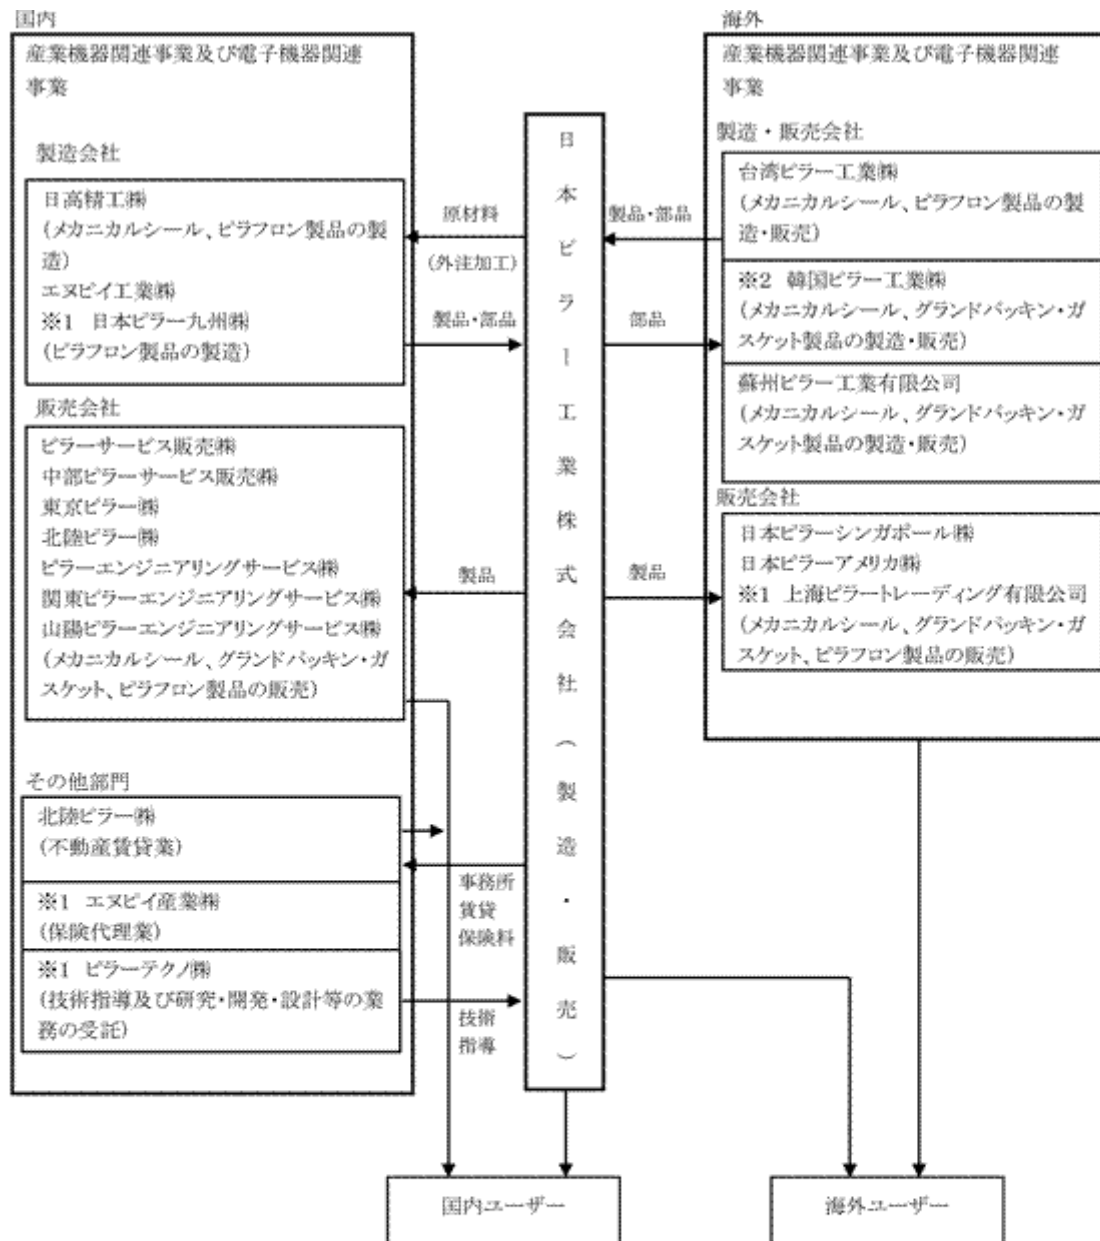 国内
産業機器関連事業及び電子機器関連
事業
製造会社
日高精工㈱
(メカニカルシール、ピラフロン製品の製
造)
エヌピイ工業㈱
※1 日本ピラー九州㈱
(ピラフロン製品の製造)
販売会社
ピラーサービス販売㈱
中部ピラーサービス販売㈱
東京ピラー㈱
北陸ピラー㈱
ピラーエンジニアリングサービス㈱
関東ピラーエンジニアリングサービス㈱
山陽ピラーエンジニアリングサービス㈱
(メカニカルシール、グランドパッキン・ガ
スケット、ピラフロン製品の販売)
その他部門
北陸ピラー㈱
(不動産賃貸業)
※1 エヌピイ産業㈱
(保険代理業)
※1 ピラーテクノ㈱
(技術指導及び研究・開発・設計等の業
務の受託)
原材料
(外注加工)
製品・部品
製品
事務所
賃貸
保険料
技術
指導
日本ピラー工業株式会社(製造・販売)
製品・部品
部品
製品
海外
産業機器関連事業及び電子機器関連
事業
製造・販売会社
台湾ピラー工業㈱
(メカニカルシール、ピラフロン製品の製
造・販売)
※2 韓国ピラー工業㈱
(メカニカルシール、グランドパッキン・ガ
スケット製品の製造・販売)
蘇州ピラー工業有限公司
(メカニカルシール、グランドパッキン・ガ
スケット製品の製造・販売)
販売会社
日本ピラーシンガポール㈱
日本ピラーアメリカ㈱
※1 上海ピラートレーディング有限公司
(メカニカルシール、グランドパッキン・ガ
スケット、ピラフロン製品の販売)
国内ユーザー
海外ユーザー